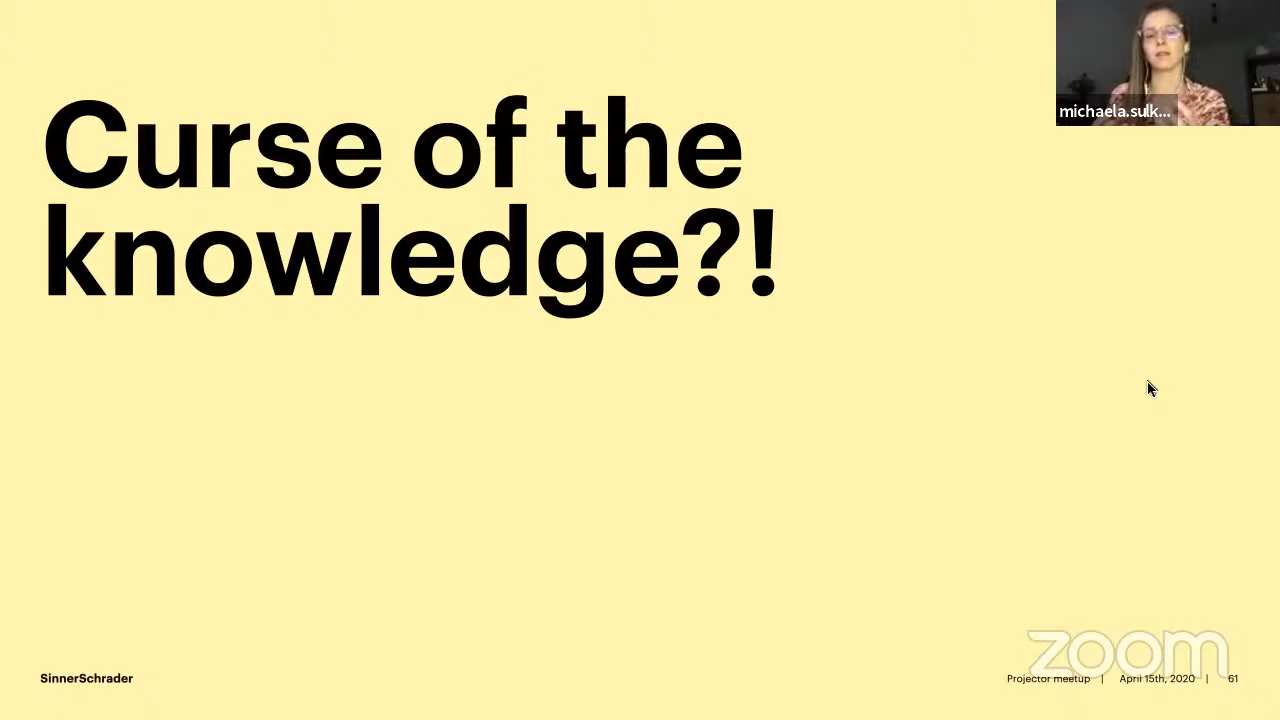 michaela.sulk...
Curse of the
knowledge?!
zoom
SinnerSchrader
Projector meetup | April 15th, 2020 | 61